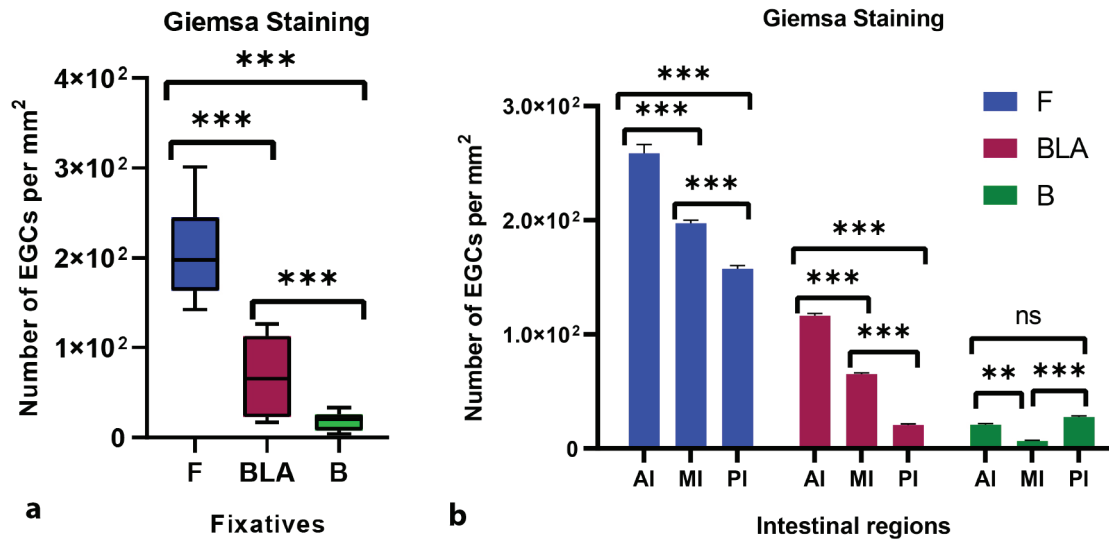 Giemsa Staining
Number of EGCs per mm²
4×10²
3×10²
2×10²
1×10²
0
***
***
***
F BLA B
Fixatives
a
Giemsa Staining
Number of EGCs per mm²
3.0×10²
2.0×10²
1.0×10²
0
***
***
***
***
***
***
ns
** ***
F
BLA
B
AI MI PI AI MI PI AI MI PI
Intestinal regions
b